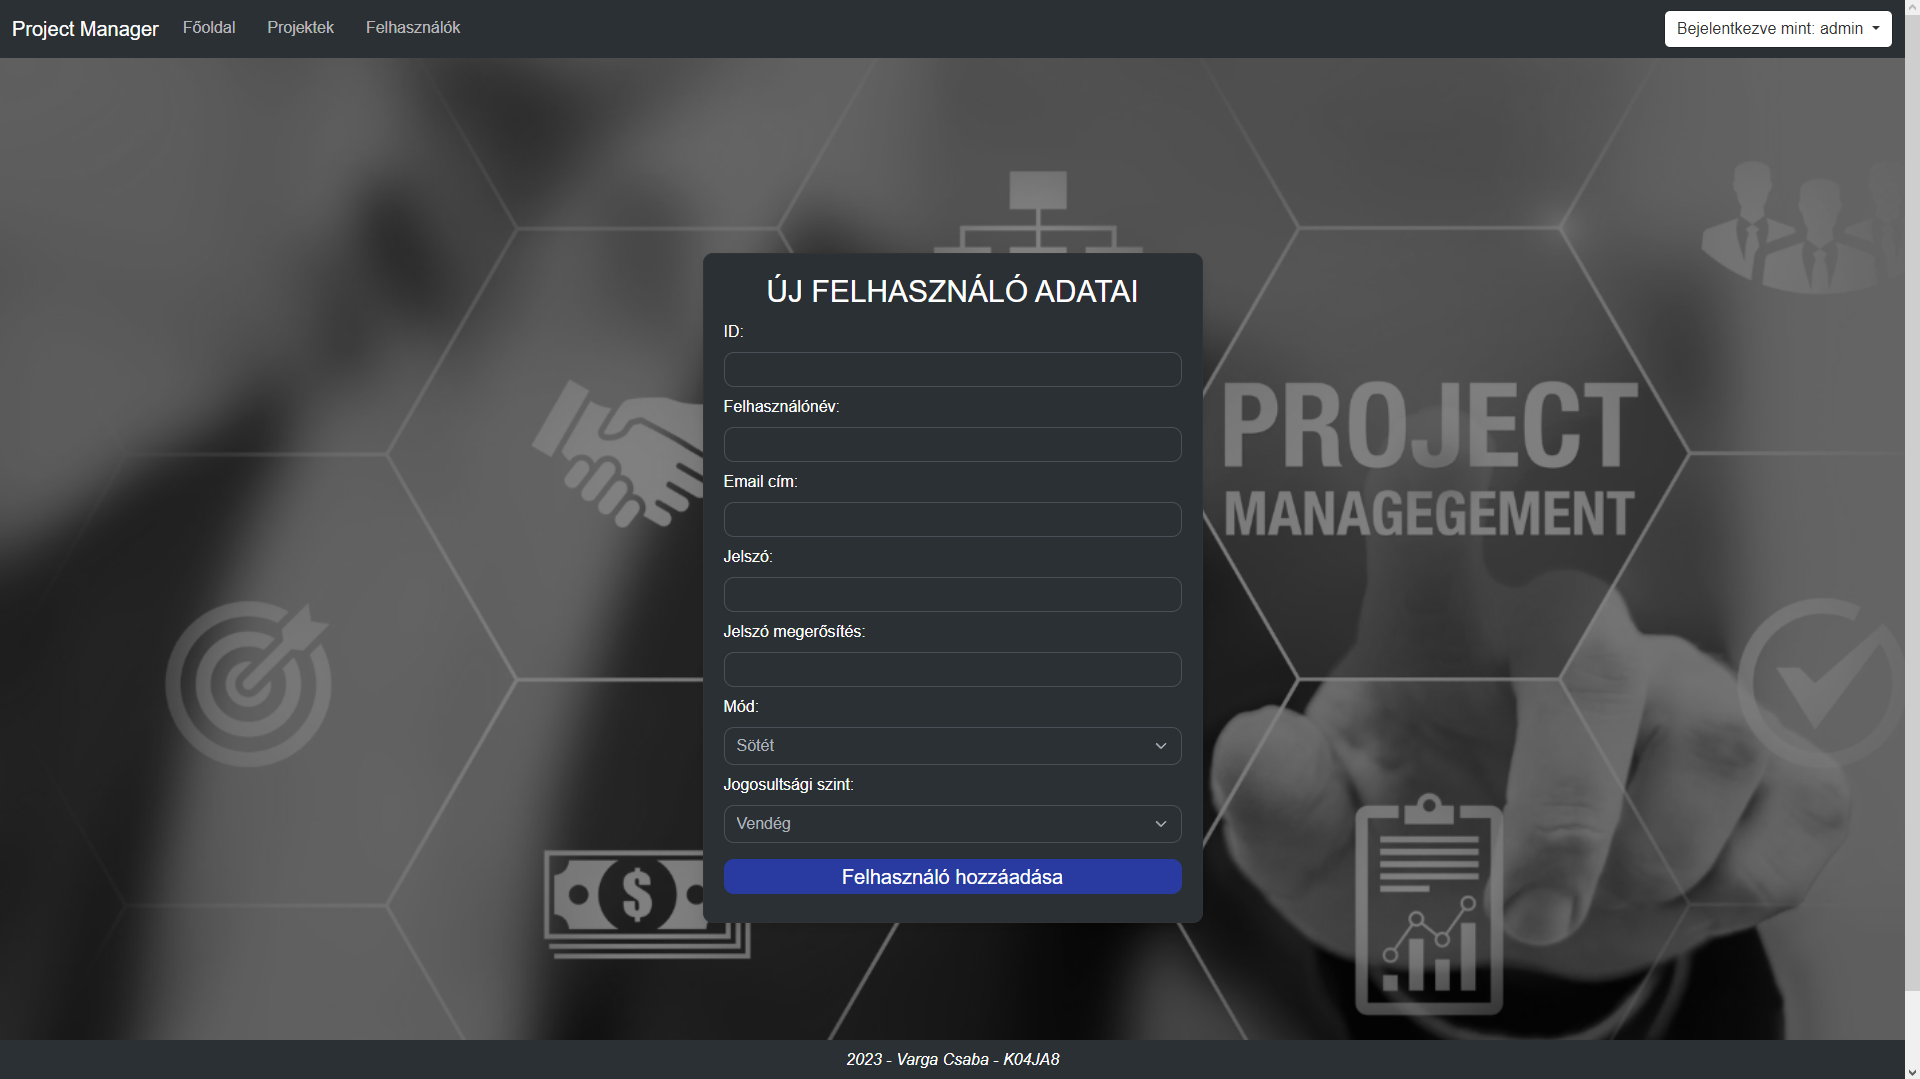 Project Manager Főoldal Projektek Felhasználók Bejelentkezve mint: admin
ÚJ FELHASZNÁLÓ ADATAI
ID:
Felhasználónév:
Email cím:
PROJECT
MANAGEGEMENT
Jelszó:
Jelszó megerősítés:
Mód:
Sötét
Jogosultsági szint:
Vendég
Felhasználó hozzáadása
$
2023 - Varga Csaba - K04JA8